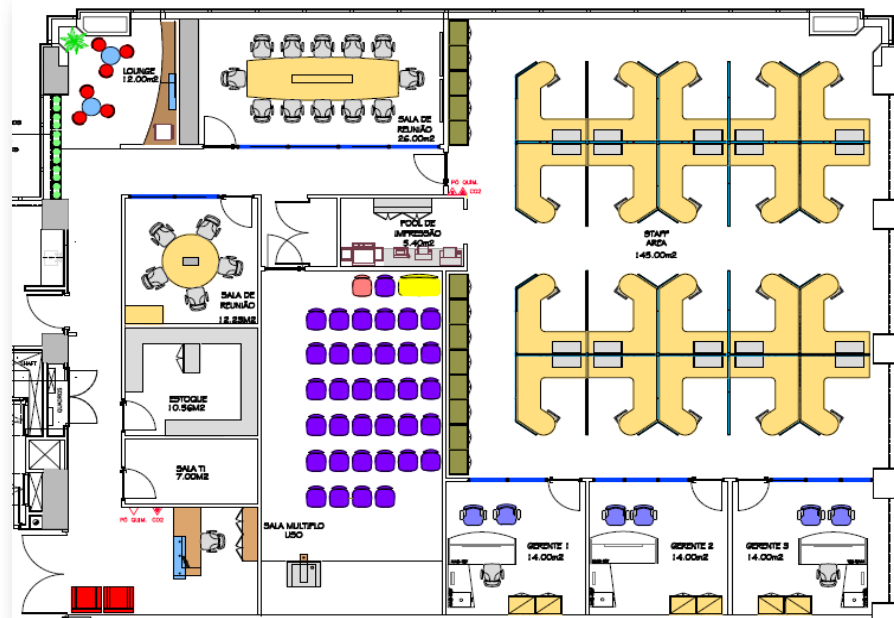 LOUNGE
12.00m2
SALA DE
REUNIÃO
26.00m2
PÓ QUIM.
CO2
POOL DE
IMPRESSÃO
5.40m2
STAFF
AREA
145.00m2
SALA DE
REUNIÃO
12.25M2
SHAFT
QUADROS
ESTOQUE
10.56M2
SALA TI
7.00M2
PÓ QUIM.
CO2
SALA MULTIPLO
USO
GERENTE 1
14.00m2
GERENTE 2
14.00m2
GERENTE 3
14.00m2